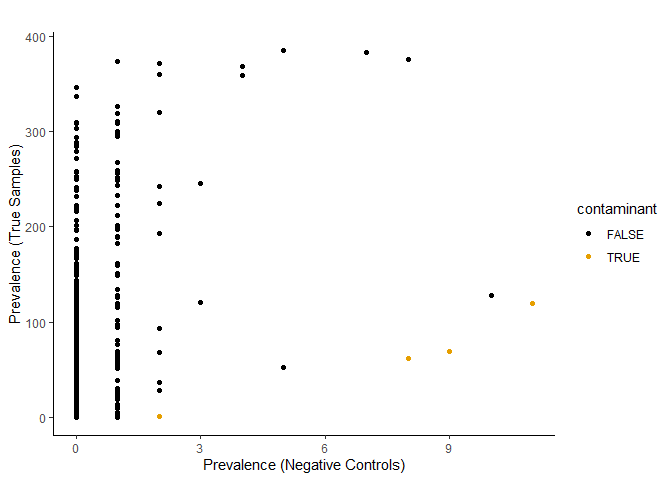 400
300
200
100
0
Prevalence (True Samples)
0
3
6
9
Prevalence (Negative Controls)
contaminant
FALSE
TRUE